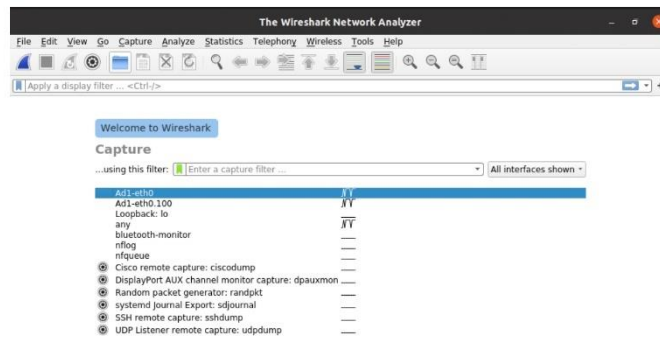 The Wireshark Network Analyzer
File Edit View Go Capture Analyze Statistics Telephony Wireless Tools Help
Apply a display filter ... <Ctrl-/>
Welcome to Wireshark
Capture
...using this filter: Enter a capture filter ... All interfaces shown
Ad1-eth0
Ad1-eth0.100
Loopback: lo
any
bluetooth-monitor
nflog
nfqueue
Cisco remote capture: ciscodump
DisplayPort AUX channel monitor capture: dpauxmon
Random packet generator: randpkt
systemd Journal Export: sdjournal
SSH remote capture: sshdump
UDP Listener remote capture: udpdump